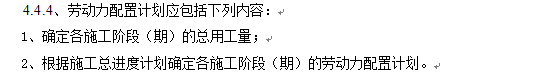 4.4.4、劳动力配置计划应包括下列内容：
1、确定各施工阶段（期）的总用工量；
2、根据施工总进度计划确定各施工阶段（期）的劳动力配置计划。